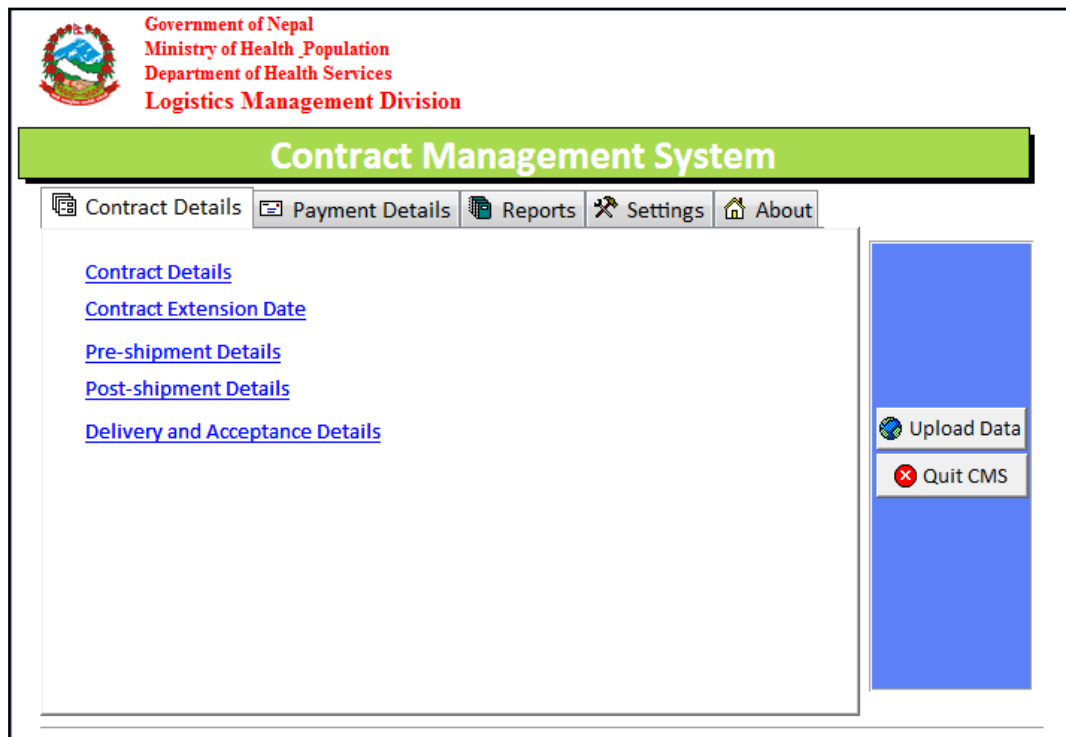 Government of Nepal
Ministry of Health _Population
Department of Health Services
Logistics Management Division
Contract Management System
Contract Details Payment Details Reports Settings About
Contract Details
Contract Extension Date
Pre-shipment Details
Post-shipment Details
Delivery and Acceptance Details
Upload Data
Quit CMS